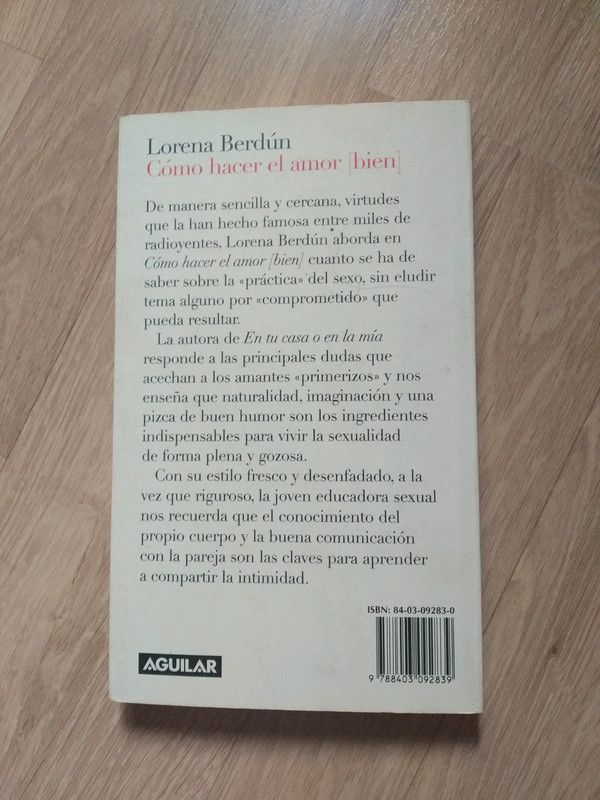 Lorena Berdún
Cómo hacer el amor [bien]
De manera sencilla y cercana, virtudes
que la han hecho famosa entre miles de
radioyentes, Lorena Berdún aborda en
Cómo hacer el amor [bien] cuanto se ha de
saber sobre la «práctica» del sexo, sin eludir
tema alguno por «comprometido» que
pueda resultar.
La autora de En tu casa o en la mía
responde a las principales dudas que
acechan a los amantes «primerizos» y nos
enseña que naturalidad, imaginación y una
pizca de buen humor son los ingredientes
indispensables para vivir la sexualidad
de forma plena y gozosa.
Con su estilo fresco y desenfadado, a la
vez que riguroso, la joven educadora sexual
nos recuerda que el conocimiento del
propio cuerpo y la buena comunicación
con la pareja son las claves para aprender
a compartir la intimidad.
ISBN: 84-03-09283-0
AGUILAR
9 788403 092839